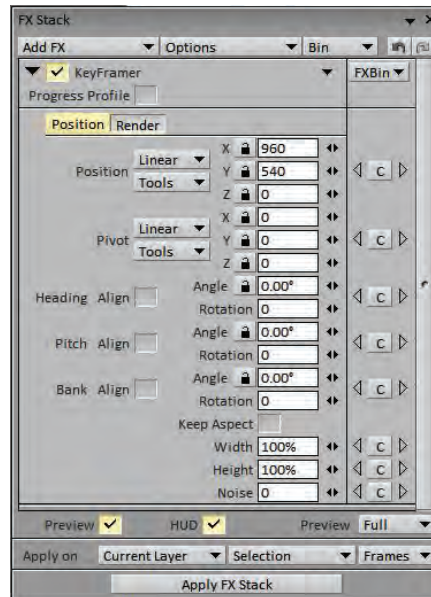 FX Stack
Add FX Options Bin
KeyFramer FXBin
Progress Profile
Position Render
X 960
Linear
Position Y 540 C
Tools
Z 0
X 0
Linear
Pivot Y 0 C
Tools
Z 0
Angle 0.00°
Heading Align C
Rotation 0
Angle 0.00°
Pitch Align C
Rotation 0
Angle 0.00°
Bank Align C
Rotation 0
Keep Aspect
Width 100% C
Height 100% C
Noise 0 C
Preview HUD Preview Full
Apply on Current Layer Selection Frames
Apply FX Stack